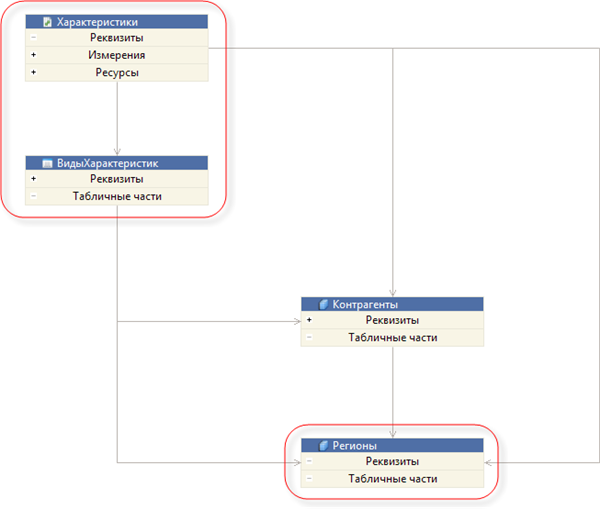 Характеристики
Реквизиты
Измерения
Ресурсы
ВидыХарактеристик
Реквизиты
Табличные части
Контрагенты
Реквизиты
Табличные части
Регионы
Реквизиты
Табличные части